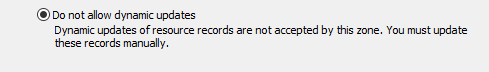 Do not allow dynamic updates
Dynamic updates of resource records are not accepted by this zone. You must update
these records manually.